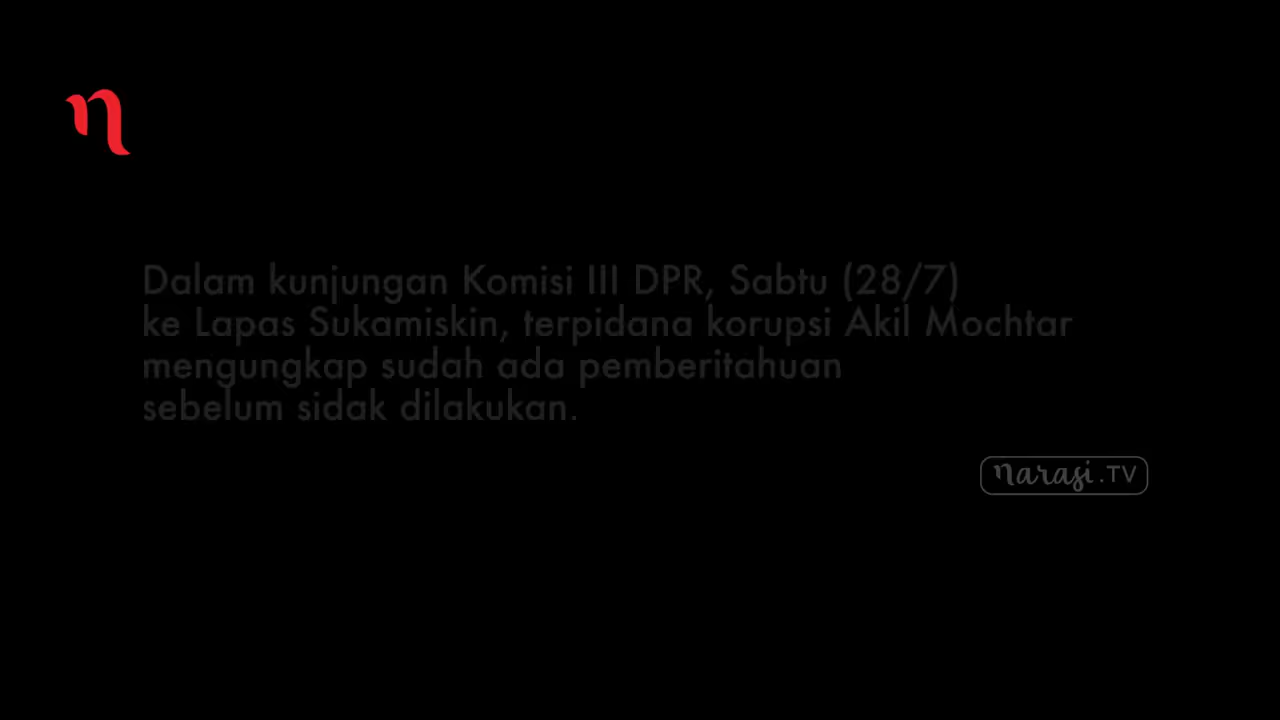 η
Dalam kunjungan Komisi III DPR, Sabtu (28/7)
ke Lapas Sukamiskin, terpidana korupsi Akil Mochtar
mengungkap sudah ada pemberitahuan
sebelum sidak dilakukan.
narasi.TV